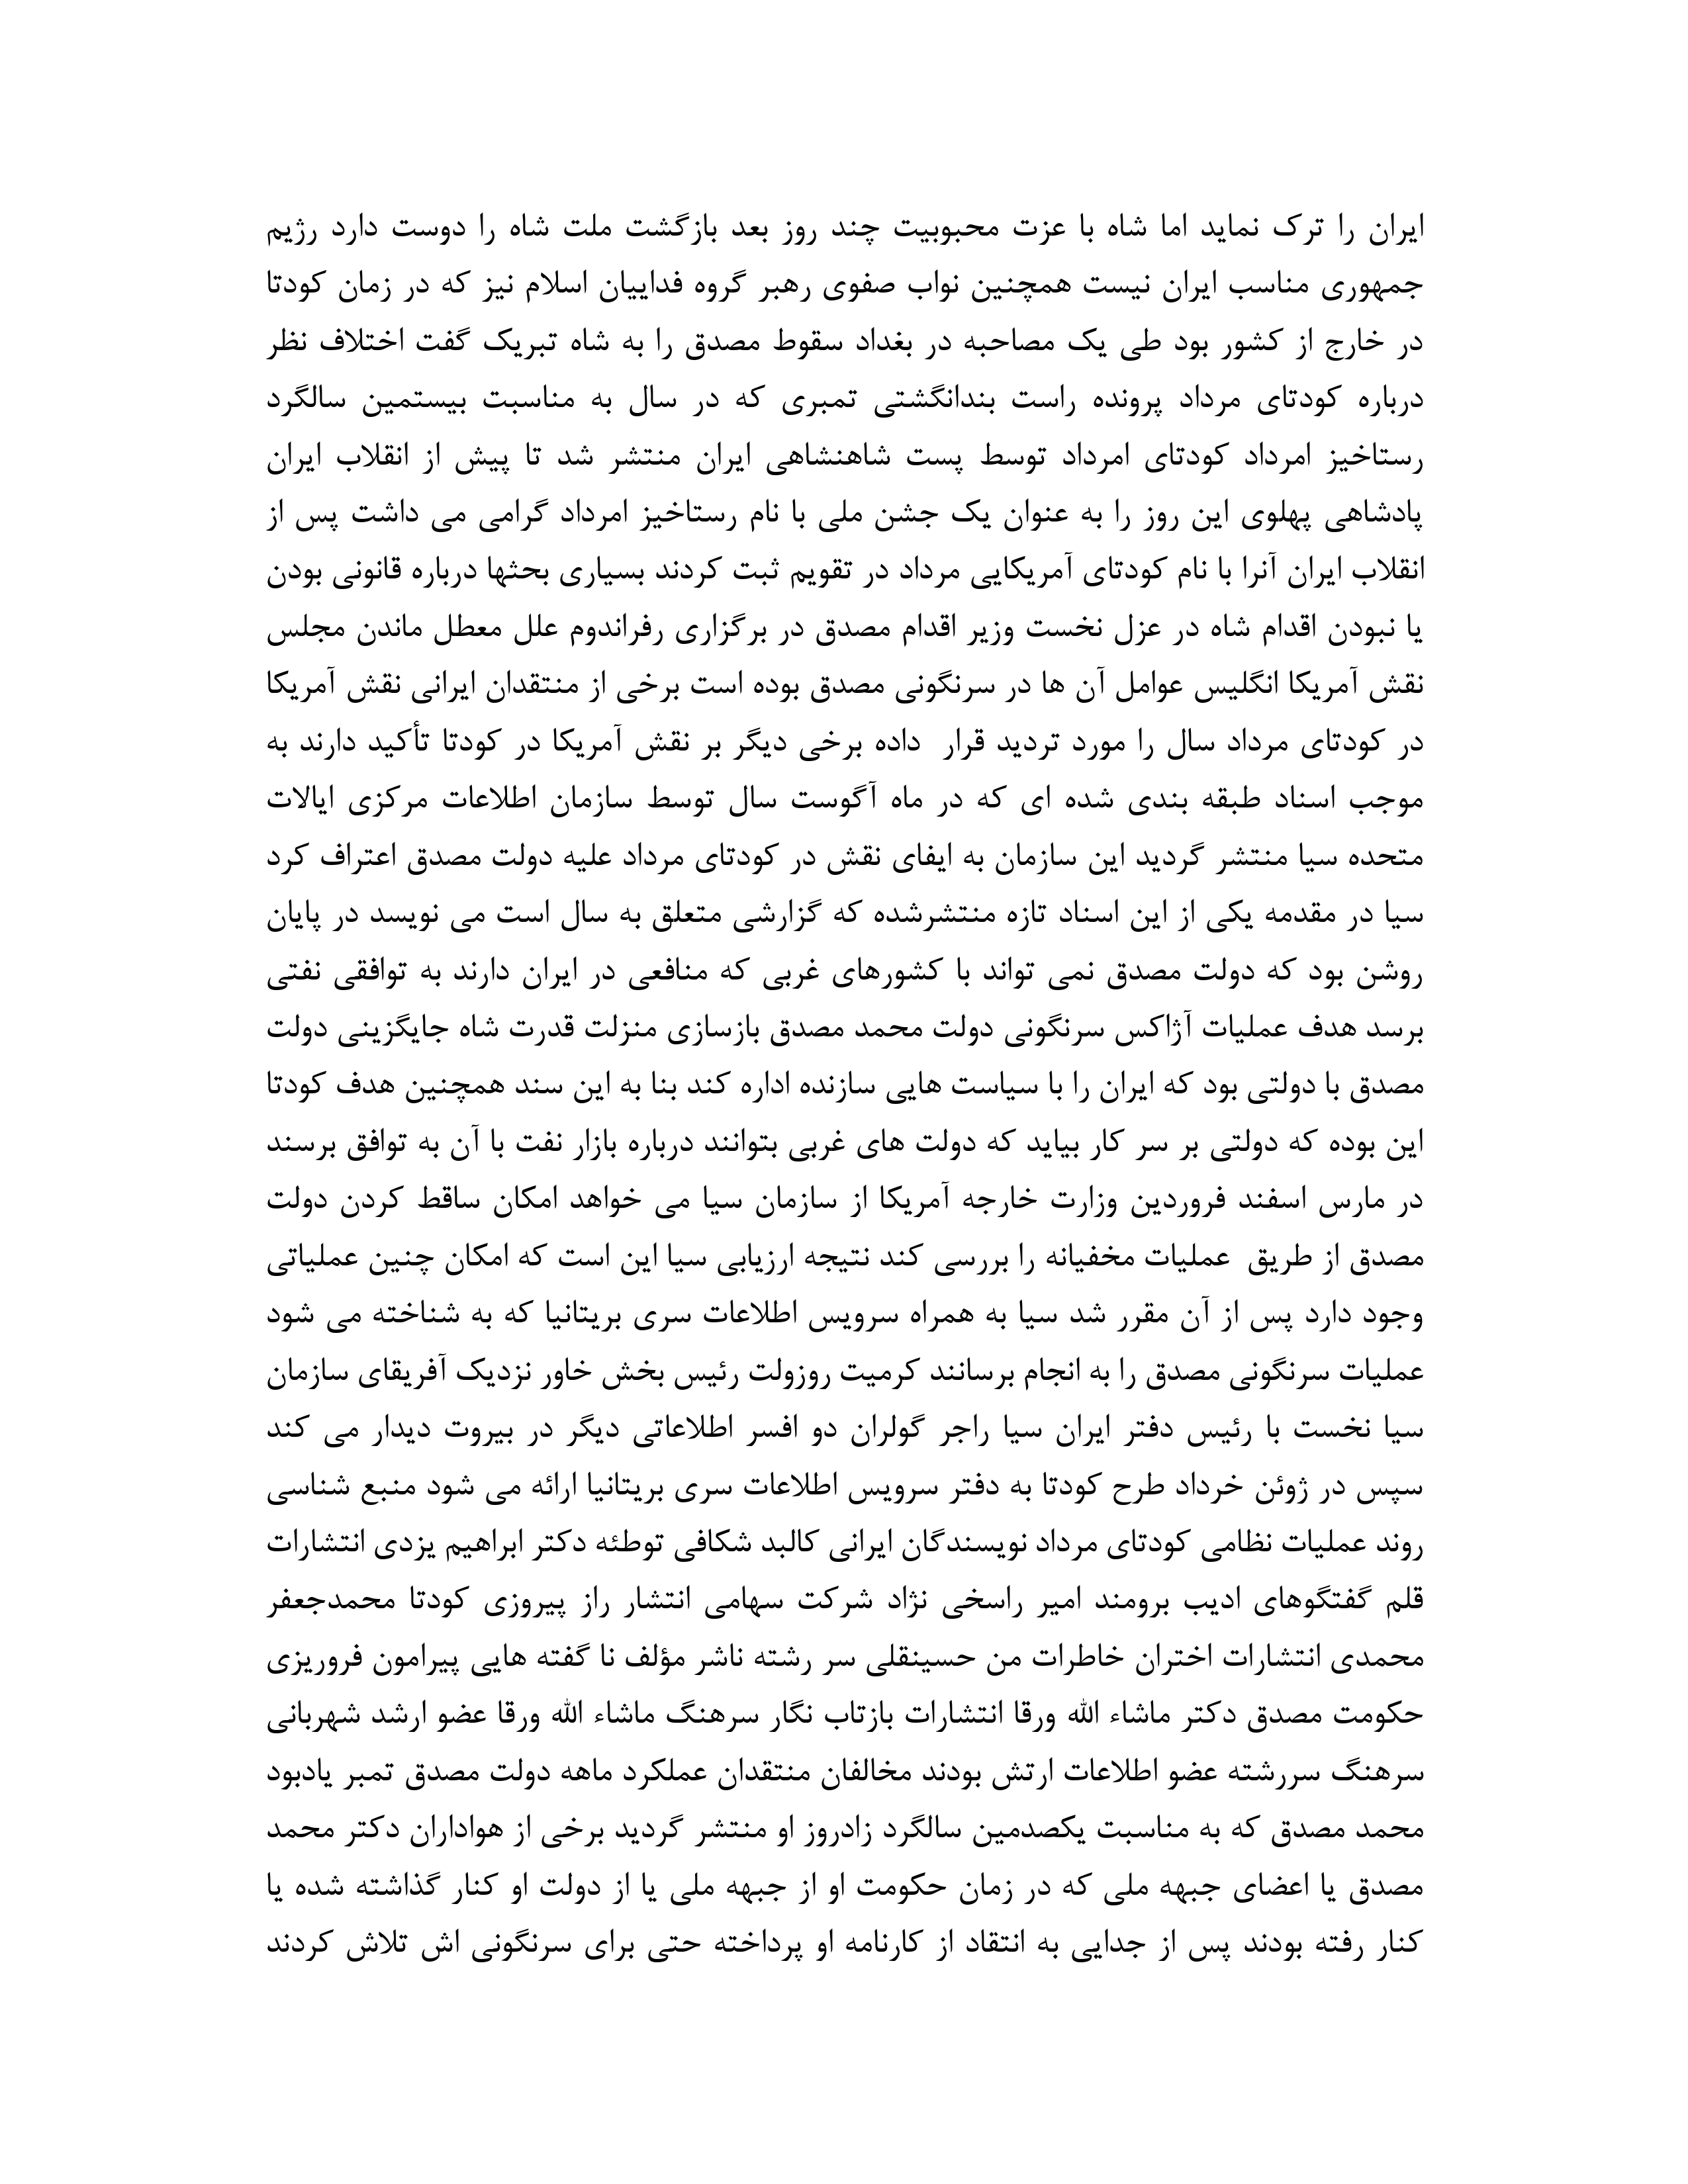 ایران را ترک نماید اما شاه با عزت محبوبیت چند روز بعد بازگشت ملت شاه را دوست دارد رژیم
جمهوری مناسب ایران نیست همچنین نواب صفوی رهبر گروه فداییان اسلام نیز که در زمان کودتا
در خارج از کشور بود طی یک مصاحبه در بغداد سقوط مصدق را به شاه تبریک گفت اختلاف نظر
درباره کودتای مرداد پرونده راست بندانگشتی تمبری که در سال به مناسبت بیستمین سالگرد
رستاخیز امرداد کودتای امرداد توسط پست شاهنشاهی ایران منتشر شد تا پیش از انقلاب ایران
پادشاهی پهلوی این روز را به عنوان یک جشن ملی با نام رستاخیز امرداد گرامی می داشت پس از
انقلاب ایران آنرا با نام کودتای آمریکایی مرداد در تقویم ثبت کردند بسیاری بحثها درباره قانونی بودن
یا نبودن اقدام شاه در عزل نخست وزیر اقدام مصدق در برگزاری رفراندوم علل معطل ماندن مجلس
نقش آمریکا انگلیس عوامل آن ها در سرنگونی مصدق بوده است برخی از منتقدان ایرانی نقش آمریکا
در کودتای مرداد سال را مورد تردید قرار داده برخی دیگر بر نقش آمریکا در کودتا تأکید دارند به
موجب اسناد طبقه بندی شده ای که در ماه آگوست سال توسط سازمان اطلاعات مرکزی ایالات
متحده سیا منتشر گردید این سازمان به ایفای نقش در کودتای مرداد علیه دولت مصدق اعتراف کرد
سیا در مقدمه یکی از این اسناد تازه منتشرشده که گزارشی متعلق به سال است می نویسد در پایان
روشن بود که دولت مصدق نمی تواند با کشورهای غربی که منافعی در ایران دارند به توافقی نفتی
برسد هدف عملیات آژاکس سرنگونی دولت محمد مصدق بازسازی منزلت قدرت شاه جایگزینی دولت
مصدق با دولتی بود که ایران را با سیاست هایی سازنده اداره کند بنا به این سند همچنین هدف کودتا
این بوده که دولتی بر سر کار بیاید که دولت های غربی بتوانند درباره بازار نفت با آن به توافق برسند
در مارس اسفند فروردین وزارت خارجه آمریکا از سازمان سیا می خواهد امکان ساقط کردن دولت
مصدق از طریق عملیات مخفیانه را بررسی کند نتیجه ارزیابی سیا این است که امکان چنین عملیاتی
وجود دارد پس از آن مقرر شد سیا به همراه سرویس اطلاعات سری بریتانیا که به شناخته می شود
عملیات سرنگونی مصدق را به انجام برسانند کرمیت روزولت رئیس بخش خاور نزدیک آفریقای سازمان
سیا نخست با رئیس دفتر ایران سیا راجر گولران دو افسر اطلاعاتی دیگر در بیروت دیدار می کند
سپس در ژوئن خرداد طرح کودتا به دفتر سرویس اطلاعات سری بریتانیا ارائه می شود منبع شناسی
روند عملیات نظامی کودتای مرداد نویسندگان ایرانی کالبد شکافی توطئه دکتر ابراهیم یزدی انتشارات
قلم گفتگوهای ادیب برومند امیر راسخی نژاد شرکت سهامی انتشار راز پیروزی کودتا محمدجعفر
محمدی انتشارات اختران خاطرات من حسینقلی سر رشته ناشر مؤلف نا گفته هایی پیرامون فروریزی
حکومت مصدق دکتر ماشاء الله ورقا انتشارات بازتاب نگار سرهنگ ماشاء الله ورقا عضو ارشد شهربانی
سرهنگ سررشته عضو اطلاعات ارتش بودند مخالفان منتقدان عملکرد ماهه دولت مصدق تمبر یادبود
محمد مصدق که به مناسبت یکصدمین سالگرد زادروز او منتشر گردید برخی از هواداران دکتر محمد
مصدق یا اعضای جبهه ملی که در زمان حکومت او از جبهه ملی یا از دولت او کنار گذاشته شده یا
کنار رفته بودند پس از جدایی به انتقاد از کارنامه او پرداخته حتی برای سرنگونی اش تلاش کردند